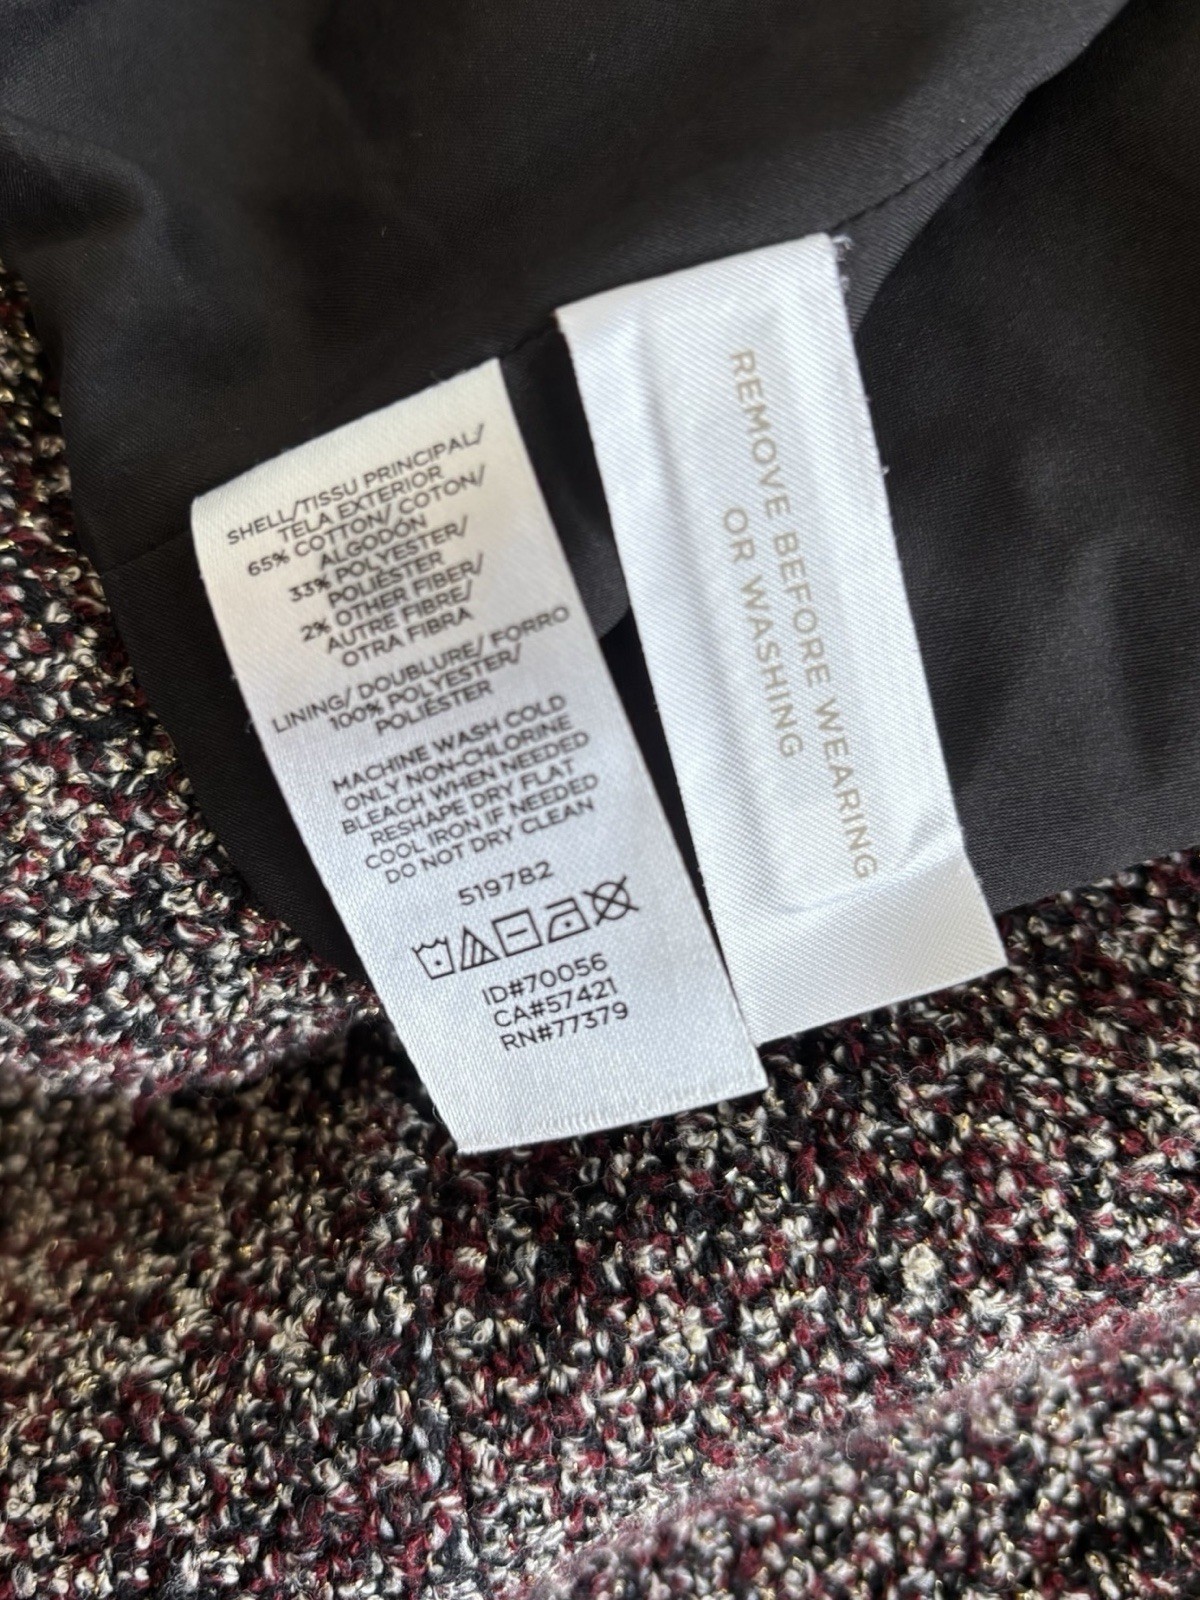 SHELL/TISSU PRINCIPAL/
TELA EXTERIOR
65% COTTON/ COTON/
ALGODÓN
33% POLYESTER/
POLIÉSTER
2% OTHER FIBER/
AUTRE FIBRE/
OTRA FIBRA
LINING/ DOUBLURE/ FORRO
100% POLYESTER/
POLIÉSTER
MACHINE WASH COLD
ONLY NON-CHLORINE
BLEACH WHEN NEEDED
RESHAPE DRY FLAT
COOL IRON IF NEEDED
DO NOT DRY CLEAN
519782
ID#70056
CA#57421
RN#77379
REMOVE BEFORE WEARING
OR WASHING